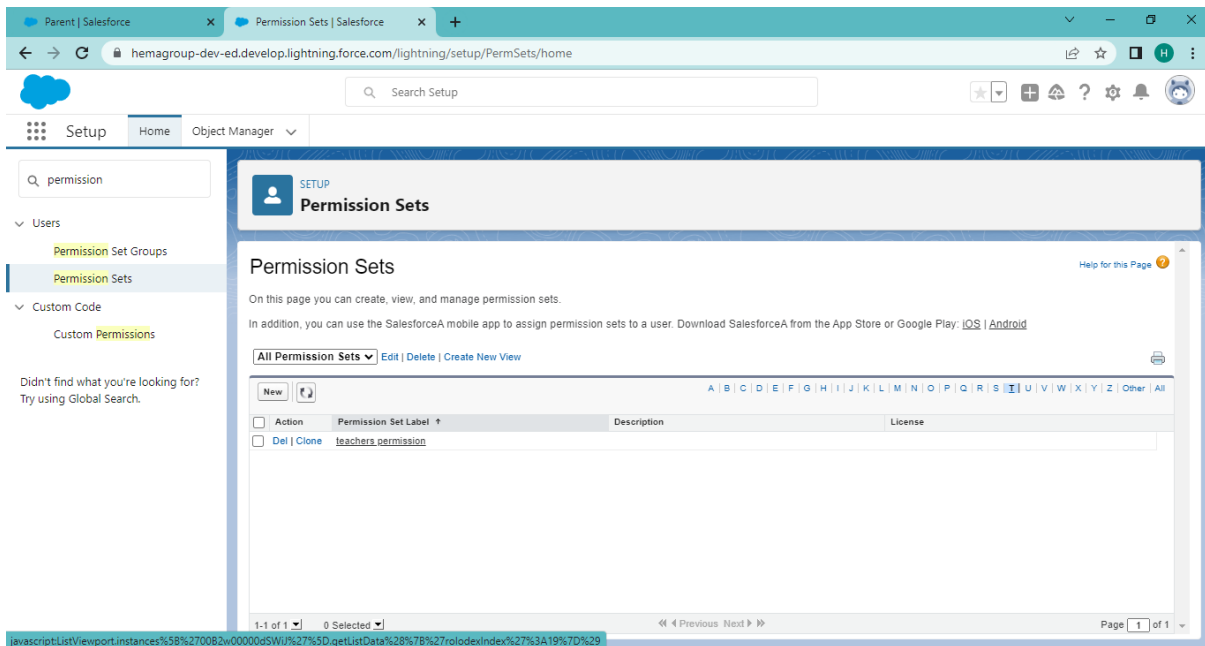 Parent | Salesforce
Permission Sets | Salesforce
hemagroup-dev-ed.develop.lightning.force.com/lightning/setup/PermSets/home
H
Search Setup
Setup Home Object Manager
permission
Users
Permission Set Groups
Permission Sets
Custom Code
Custom Permissions
Didn't find what you're looking for?
Try using Global Search.
SETUP
Permission Sets
Permission Sets
Help for this Page ?
On this page you can create, view, and manage permission sets.
In addition, you can use the SalesforceA mobile app to assign permission sets to a user. Download SalesforceA from the App Store or Google Play: iOS | Android
All Permission Sets Edit | Delete | Create New View
New A | B | C | D | E | F | G | H | I | J | K | L | M | N | O | P | Q | R | S | T | U | V | W | X | Y | Z | Other | All
Action Permission Set Label ↑ Description License
Del | Clone teachers permission
1-1 of 1 0 Selected Previous Next Page 1 of 1
javascript:ListViewport.instances%5B%2700B2w00000dSWiJ%27%5D.getListData%28%7B%27rolodexIndex%27%3A19%7D%29